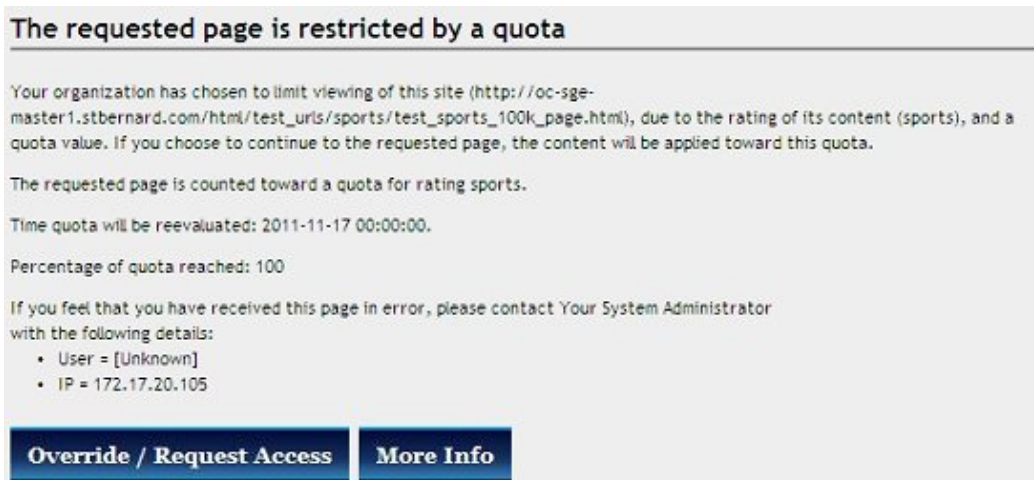 The requested page is restricted by a quota
Your organization has chosen to limit viewing of this site (http://oc-sge-
master1.stbernard.com/html/test_urls/sports/test_sports_100k_page.html), due to the rating of its content (sports), and a
quota value. If you choose to continue to the requested page, the content will be applied toward this quota.
The requested page is counted toward a quota for rating sports.
Time quota will be reevaluated: 2011-11-17 00:00:00.
Percentage of quota reached: 100
If you feel that you have received this page in error, please contact Your System Administrator
with the following details:
• User = [Unknown]
• IP = 172.17.20.105
Override / Request Access More Info